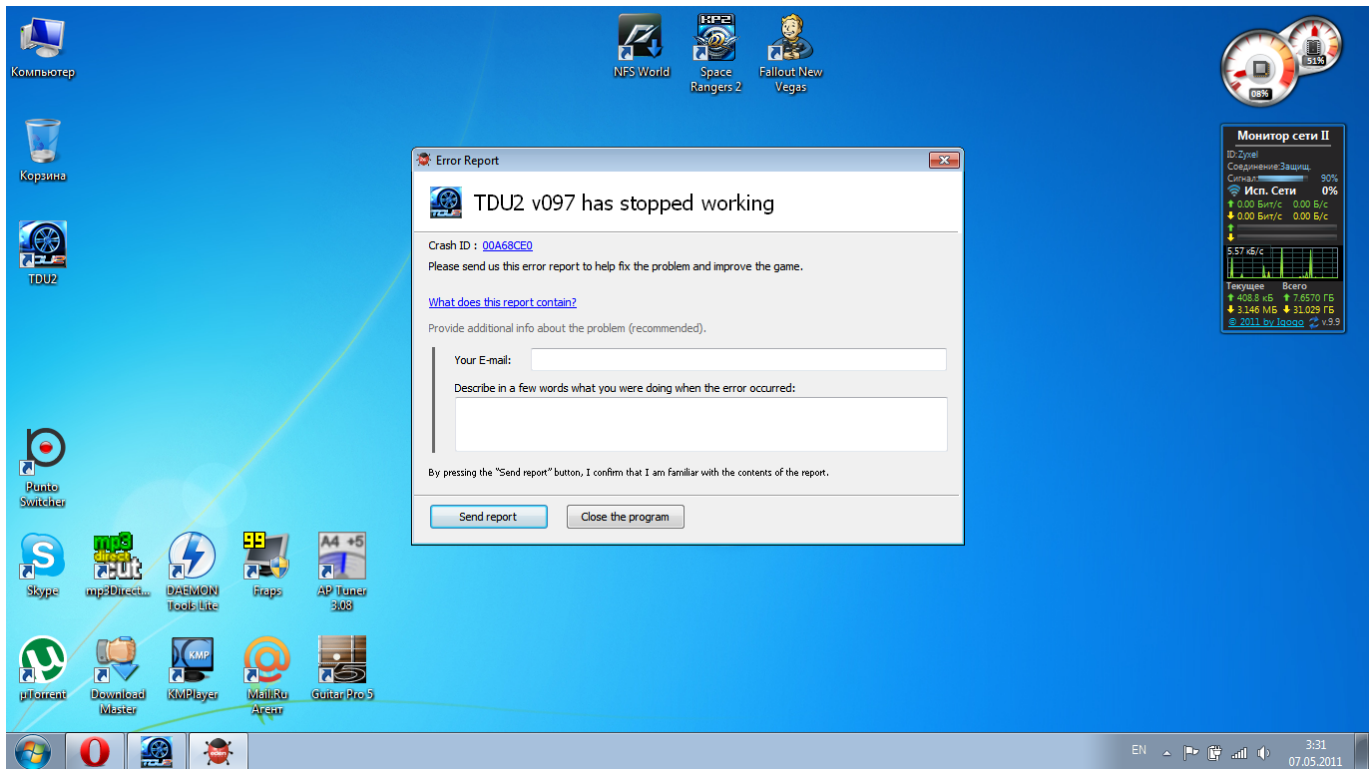 Компьютер
Корзина
TDU2
Punto
Switcher
Skype
mp3Direct...
DAEMON
Tools Lite
Fraps
AP Tuner
3.08
µTorrent
Download
Master
KMPlayer
Mail.Ru
Агент
Guitar Pro 5
NFS World
Space
Rangers 2
Fallout New
Vegas
КР2
99
A4 +5
mp3
direct
cut
KMP
Error Report
TDU2 v097 has stopped working
Crash ID : 00A68CE0
Please send us this error report to help fix the problem and improve the game.
What does this report contain?
Provide additional info about the problem (recommended).
Your E-mail:
Describe in a few words what you were doing when the error occurred:
By pressing the "Send report" button, I confirm that I am familiar with the contents of the report.
Send report
Close the program
51%
08%
Монитор сети II
ID:Zyxel
Соединение:Защищ.
Сигнал: 90%
Исп. Сети 0%
0.00 Бит/с 0.00 Б/с
0.00 Бит/с 0.00 Б/с
5.57 кБ/с
Текущее Всего
408.8 кБ 7.6570 ГБ
3.146 МБ 31.029 ГБ
© 2011 by Igogo v.9.9
EN
3:31
07.05.2011